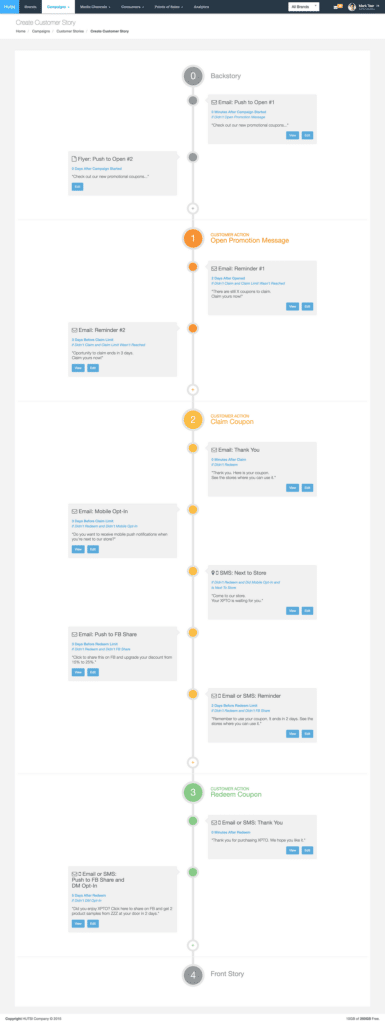 Brands
Campaigns
Media Channels
Consumers
Points of Sales
Analytics
All Brands
Create Customer Story
Home
Campaigns
Customer Stories
Create Customer Story
0
Backstory
Email: Push to Open #1
0 Minutes After Campaign Started
If Didn't Open Promotion Message
"Check out our new promotional coupons..."
View
Edit
Flyer: Push to Open #2
0 Days After Campaign Started
"Check out our new promotional coupons..."
Edit
+
1
CUSTOMER ACTION
Open Promotion Message
Email: Reminder #1
2 Days After Opened
If Didn't Claim and Claim Limit Wasn't Reached
"There are still 5 coupons to claim
Claim yours now!"
View
Edit
Email: Reminder #2
3 Days Before Claim Limit
If Didn't Claim and Claim Limit Wasn't Reached
"Oportunity to claim ends in 3 days.
Claim yours now!"
View
Edit
+
2
CUSTOMER ACTION
Claim Coupon
Email: Thank You
0 Minutes After Claim
If Didn't Redeem
"Thank you. Here is your coupon.
See the stores where you can use it."
View
Edit
Email: Mobile Opt-in
5 Days Before Claim Limit
If Didn't Redeem and Didn't Mobile Opt-in
"Do you want to receive mobile push notifications when
you're next to our store?"
View
Edit
SMS: Next to Store
If Didn't Redeem and Did Mobile Opt-in and
is Next To Store
"Come to our store.
Your XPTO is waiting for you."
View
Edit
Email: Push to FB Share
5 Days Before Redeem Limit
If Didn't Redeem and Didn't FB Share
"Click to share this on FB and upgrade your discount from
10% to 25%."
View
Edit
Email or SMS: Reminder
3 Days Before Redeem Limit
If Didn't Redeem and Didn't FB Share
"Remember to use your coupon. It ends in 3 days. See the
stores where you can use it."
View
Edit
+
3
CUSTOMER ACTION
Redeem Coupon
Email or SMS: Thank You
0 Minutes After Redeem
"Thank you for purchasing XPTO. We hope you like it."
View
Edit
Email or SMS:
Push to FB Share and
DM Opt-In
5 Days After Redeem
If Didn't DM Opt-in
"Did you enjoy XPTO? Click here to share on FB and get 2
product samples from ZZZ at your door in 2 days."
View
Edit
+
4
Front Story